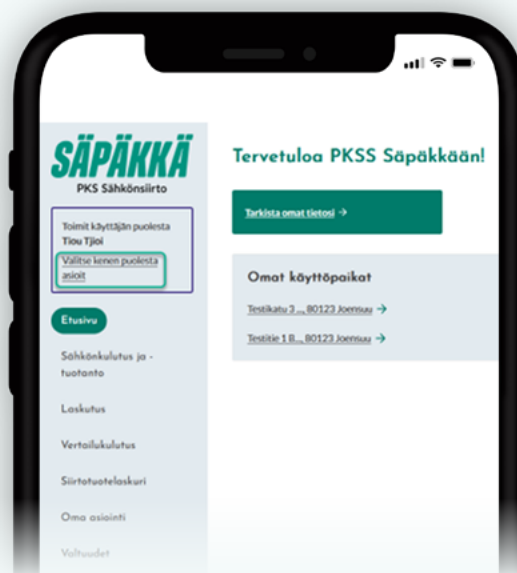 SÄPÄKKÄ
PKS Sähkönsiirto
Toimit käyttäjän puolesta
Tiou Tjioi
Valitse kenen puolesta
asioit
Etusivu
Sähkönkulutus ja -
tuotanto
Laskutus
Vertailukulutus
Siirtotuotelaskuri
Oma asiointi
Valtuudet
Tervetuloa PKSS Säpäkkään!
Tarkista omat tietosi →
Omat käyttöpaikat
Testikatu 3 ..., 80123 Joensuu →
Testitie 1 B..., 80123 Joensuu →